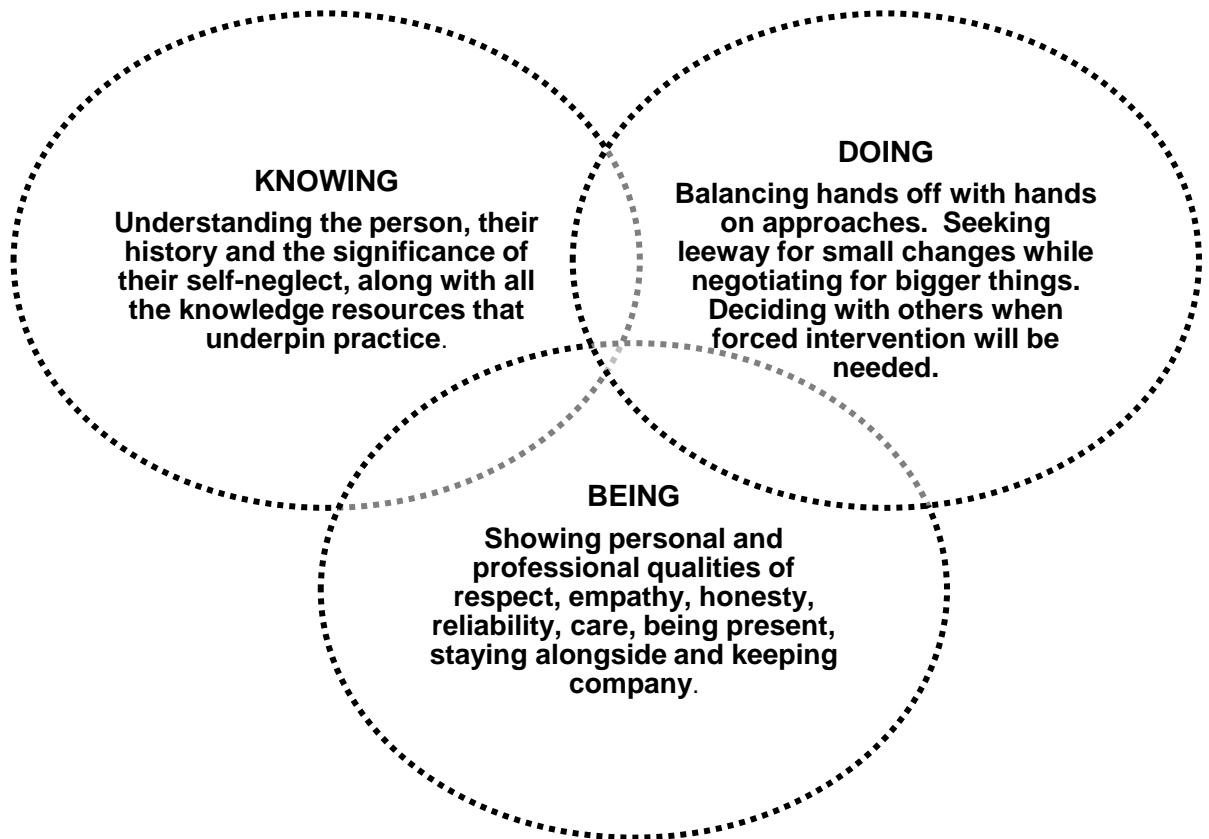 KNOWING
Understanding the person, their
history and the significance of
their self-neglect, along with all
the knowledge resources that
underpin practice.
DOING
Balancing hands off with hands
on approaches.  Seeking
leeway for small changes while
negotiating for bigger things.
Deciding with others when
forced intervention will be
needed.
BEING
Showing personal and
professional qualities of
respect, empathy, honesty,
reliability, care, being present,
staying alongside and keeping
company.